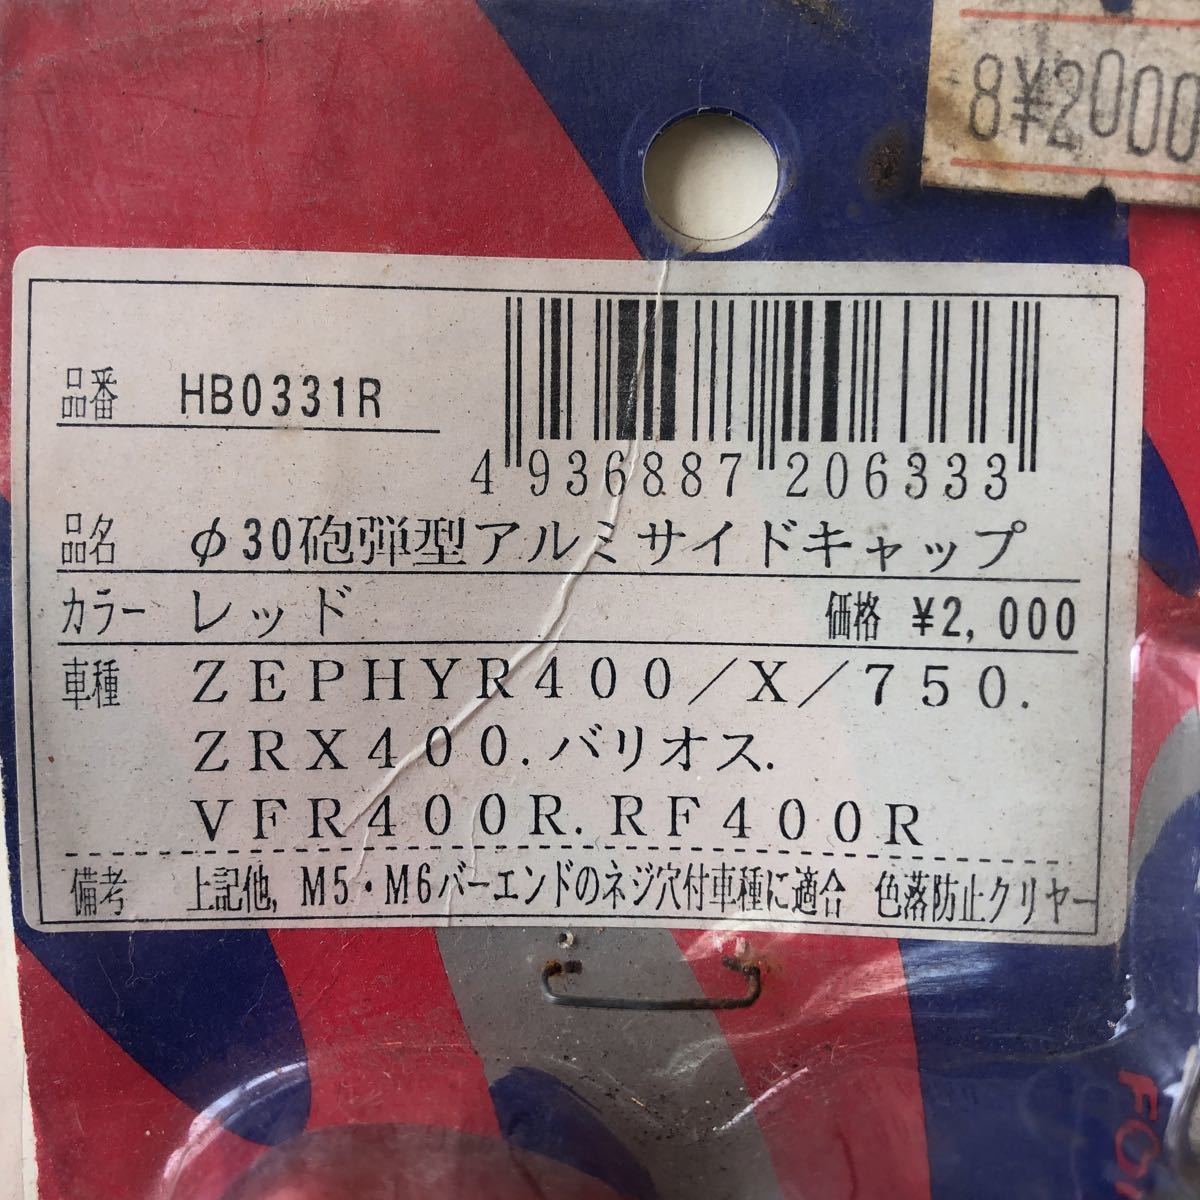 8¥2000
品番 HB0331R
4 936887 206333
品名 φ30砲弾型アルミサイドキャップ
カラー レッド 価格 ¥2,000
車種 ZEPHYR400/X/750.
ZRX400.バリオス.
VFR400R.RF400R
備考 上記他, M5・M6バーエンドのネジ穴付車種に適合 色落防止クリヤー